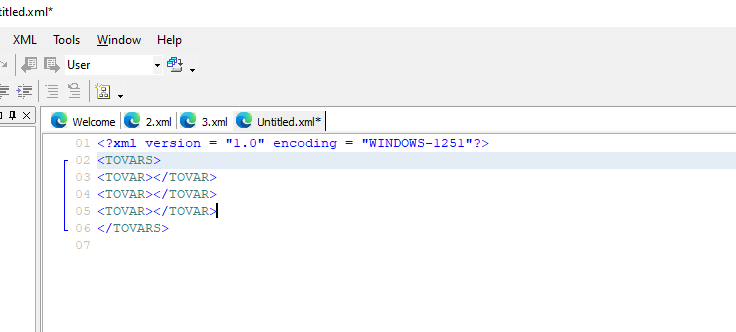 titled.xml*
XML Tools Window Help
User
Welcome 2.xml 3.xml Untitled.xml*
01 <?xml version = "1.0" encoding = "WINDOWS-1251"?>
02 <TOVARS>
03 <TOVAR></TOVAR>
04 <TOVAR></TOVAR>
05 <TOVAR></TOVAR>
06 </TOVARS>
07